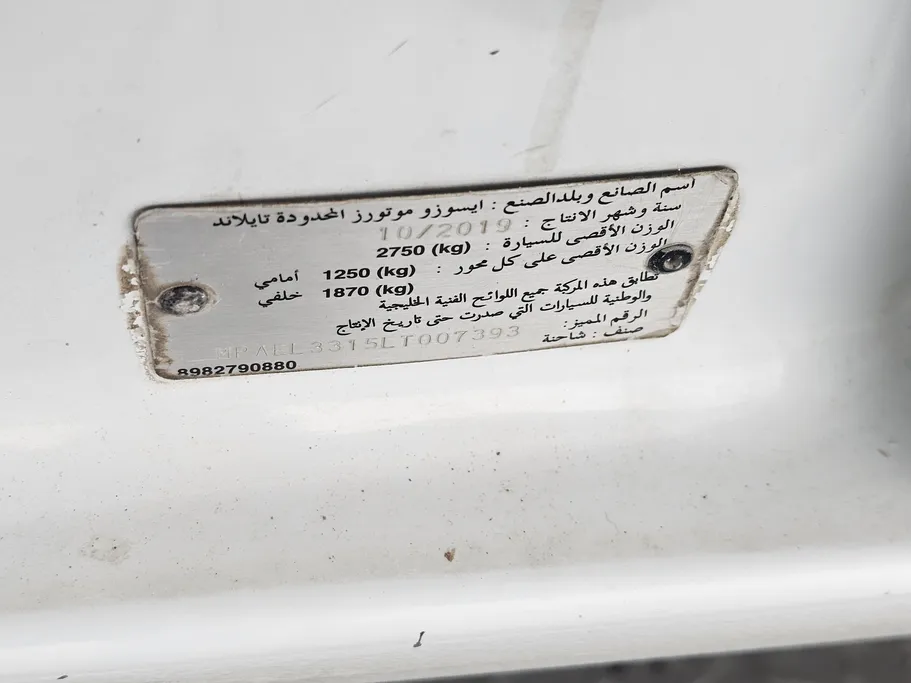 اسم الصانع وبلدالصنع : ايسوزو موتورز المحدودة تايلاند
سنة وشهر الانتاج : 10/2019
الوزن الأقصى للسيارة : 2750 (kg)
الوزن الأقصى على كل محور : 1250 (kg) أمامي
1870 (kg) خلفي
تطابق هذه المركبة جميع اللوائح الفنية الخليجية
والوطنية للسيارات التي صدرت حتى تاريخ الإنتاج
الرقم المميز: MPAEL3315LT007393
صنف : شاحنة
8982790880